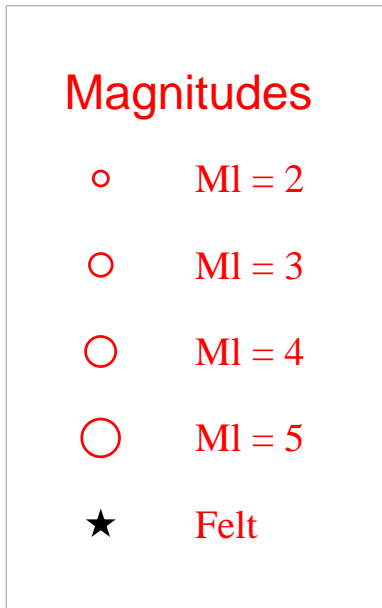 Magnitudes
Ml = 2
Ml = 3
Ml = 4
Ml = 5
Felt